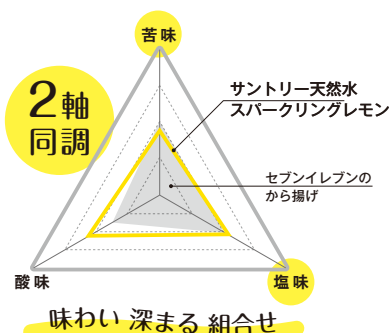 苦味
2軸
同調
サントリー天然水
スパークリングレモン
セブンイレブンの
から揚げ
酸味
塩味
味わい 深まる 組合せ